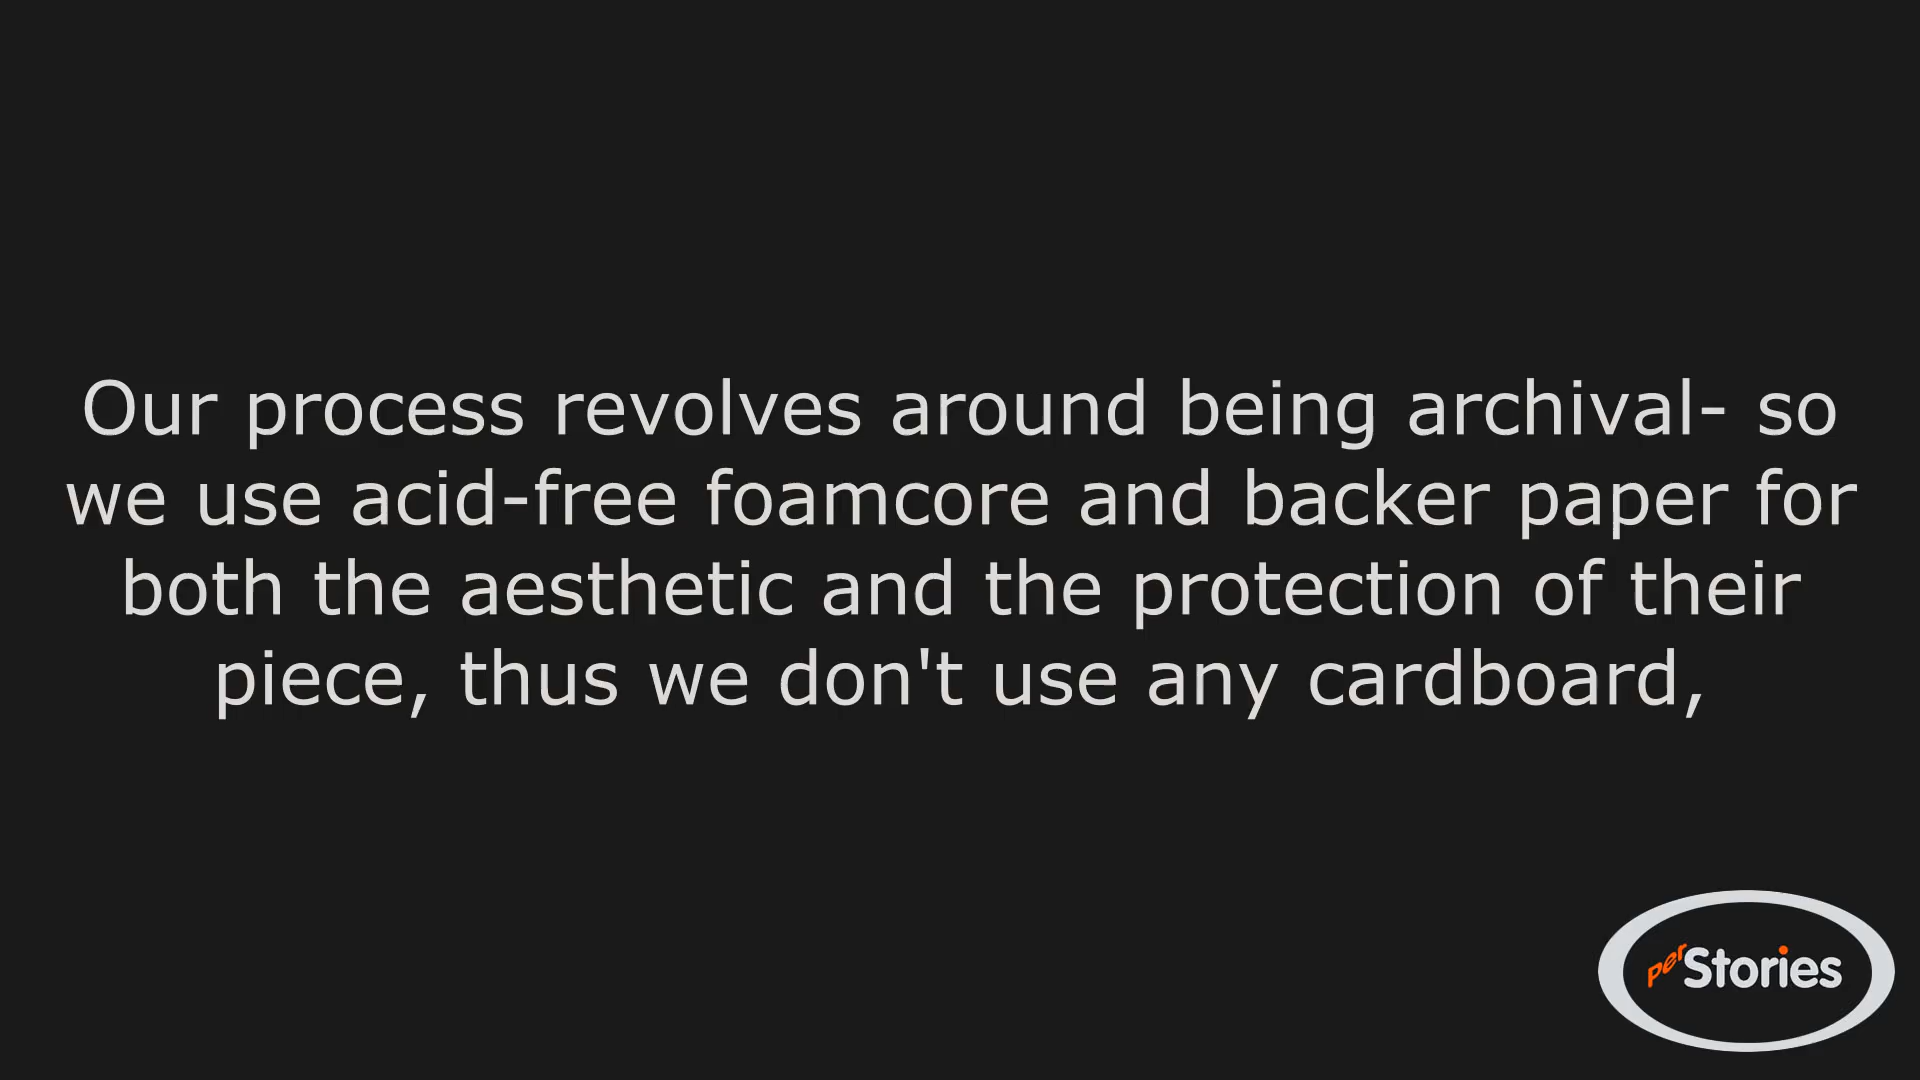 Our process revolves around being archival- so
we use acid-free foamcore and backer paper for
both the aesthetic and the protection of their
piece, thus we don't use any cardboard,
perStories